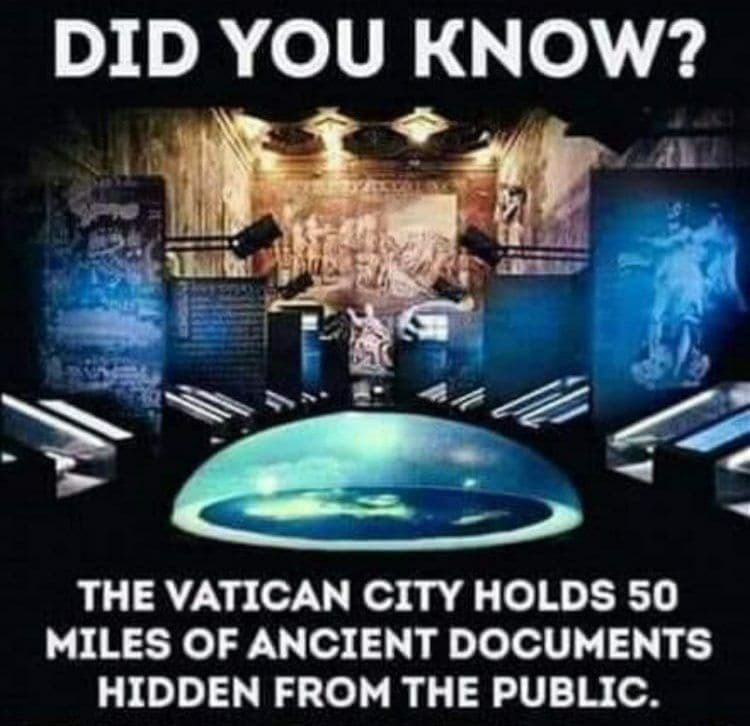 DID YOU KNOW?
THE VATICAN CITY HOLDS 50
MILES OF ANCIENT DOCUMENTS
HIDDEN FROM THE PUBLIC.